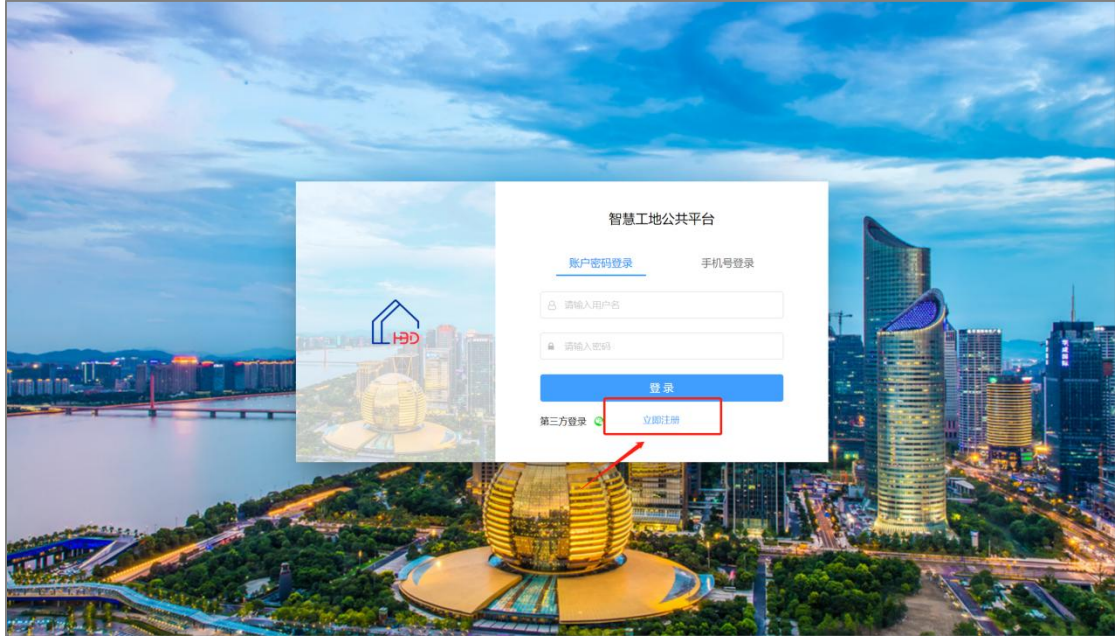 智慧工地公共平台
账户密码登录 手机号登录
请输入用户名
HBD
请输入密码
登录
第三方登录 立即注册